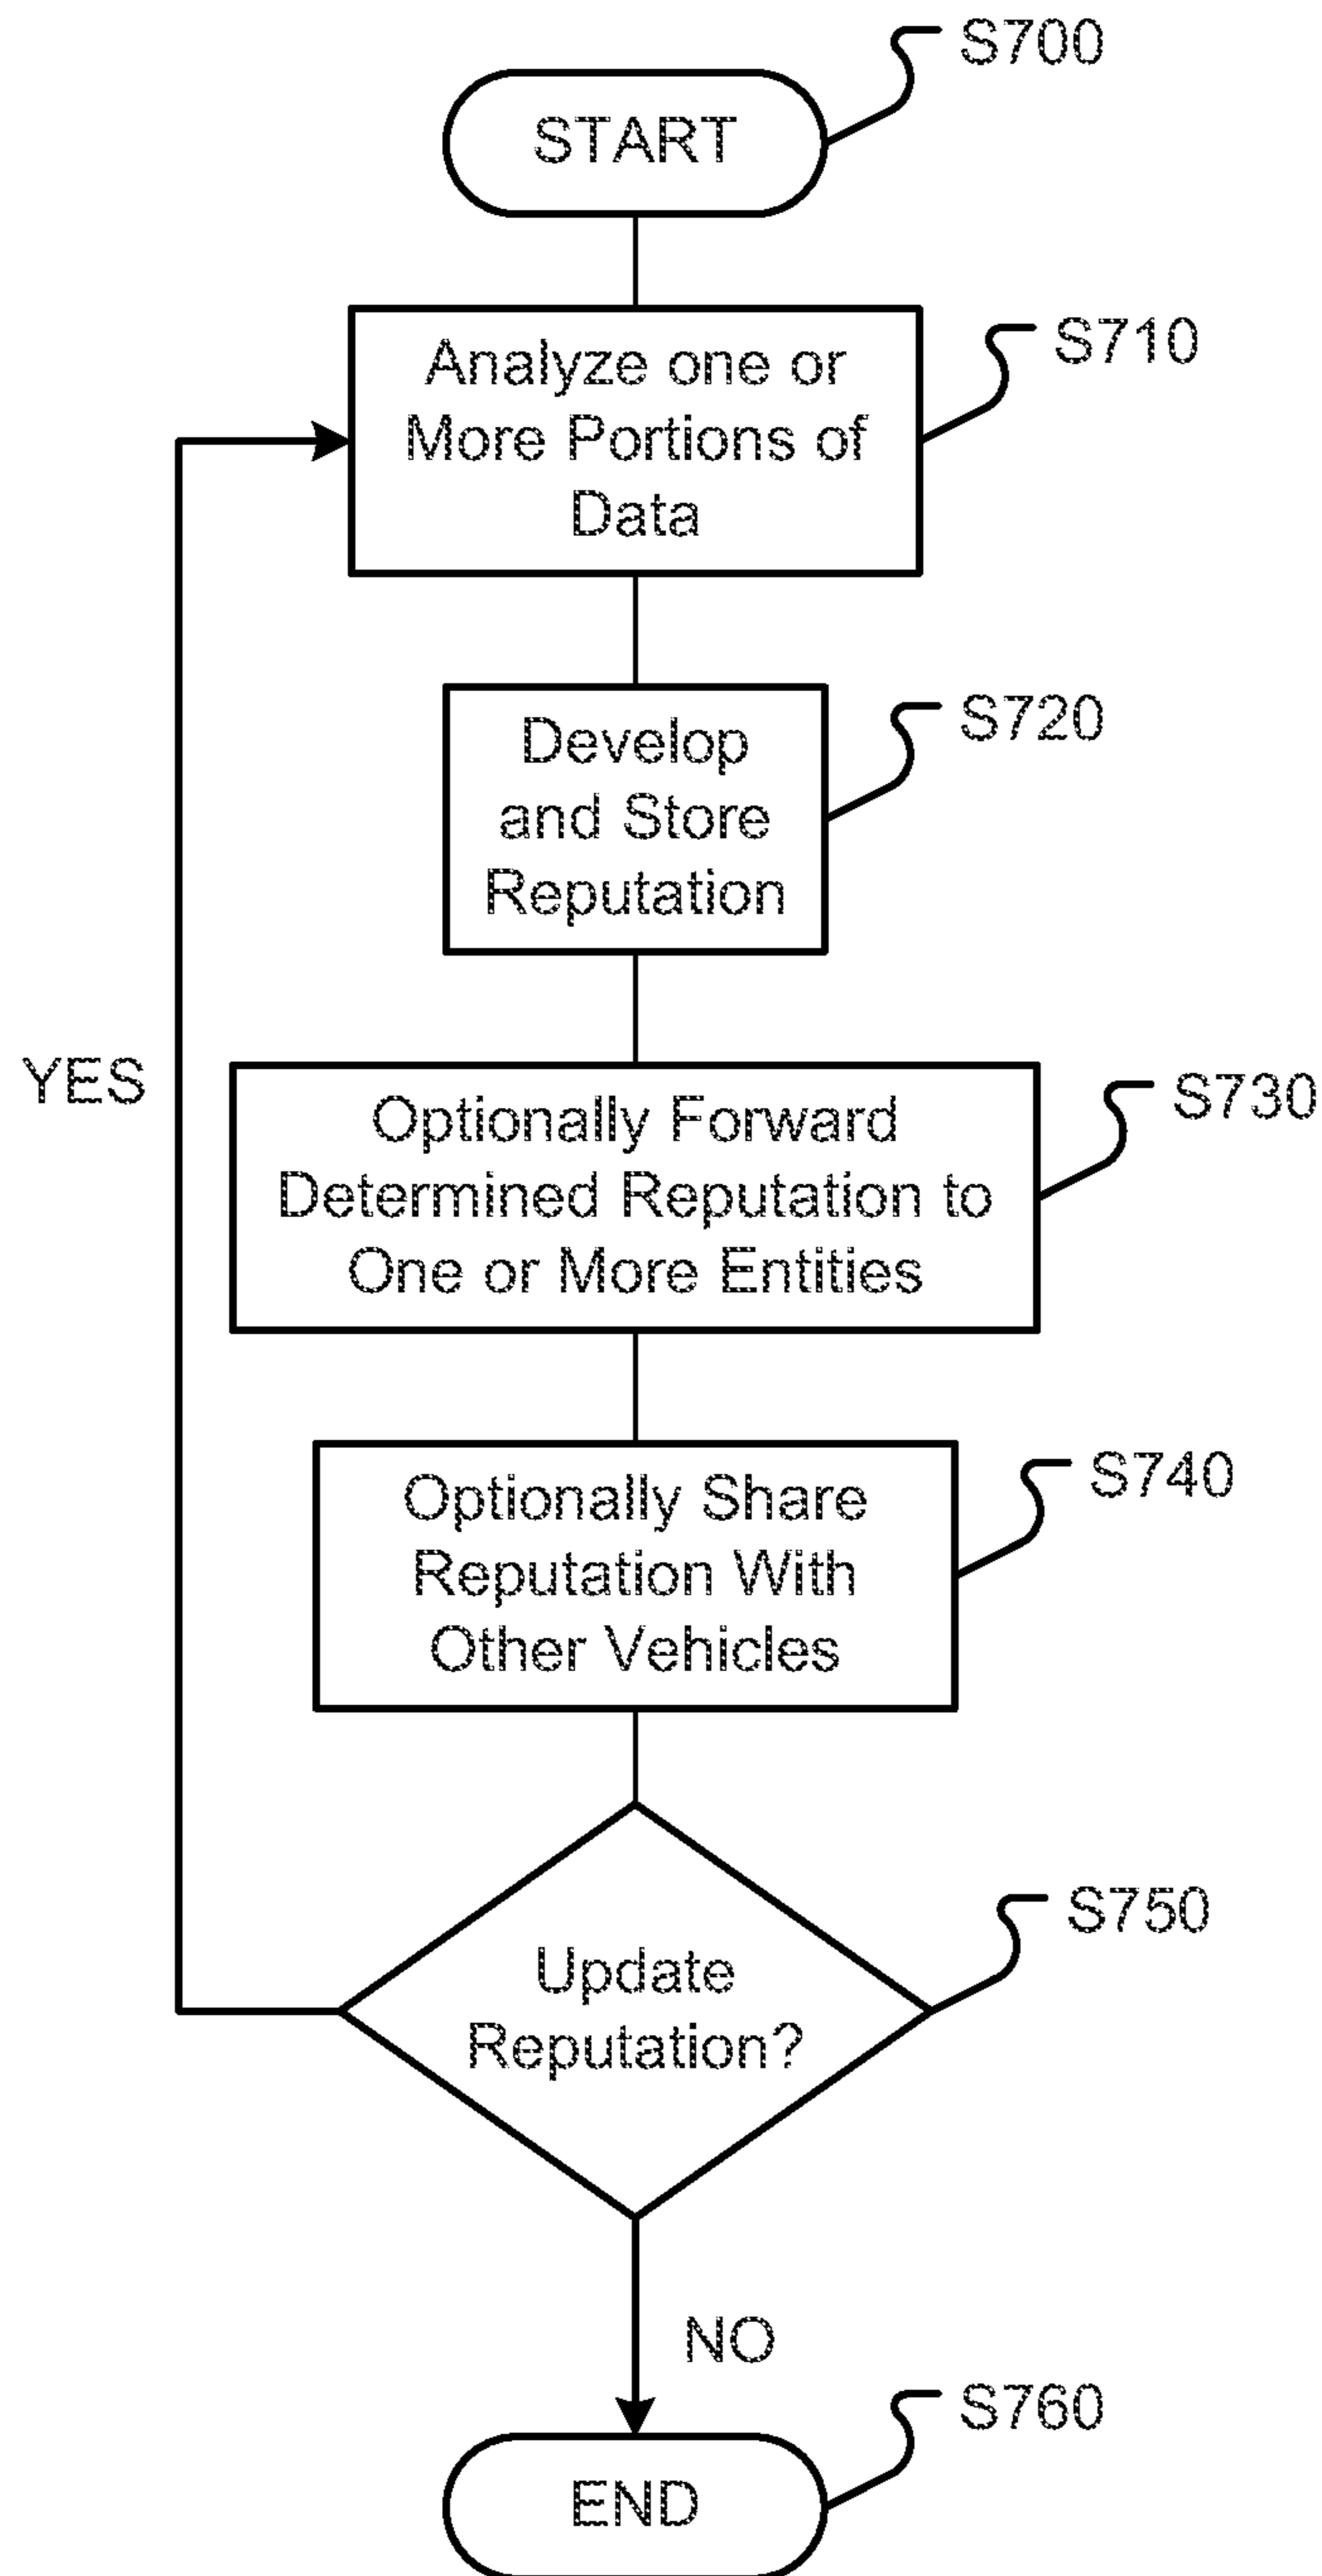 S700
START
S710
Analyze one or
More Portions of
Data
S720
Develop
and Store
Reputation
YES
S730
Optionally Forward
Determined Reputation to
One or More Entities
S740
Optionally Share
Reputation With
Other Vehicles
S750
Update
Reputation?
NO
S760
END